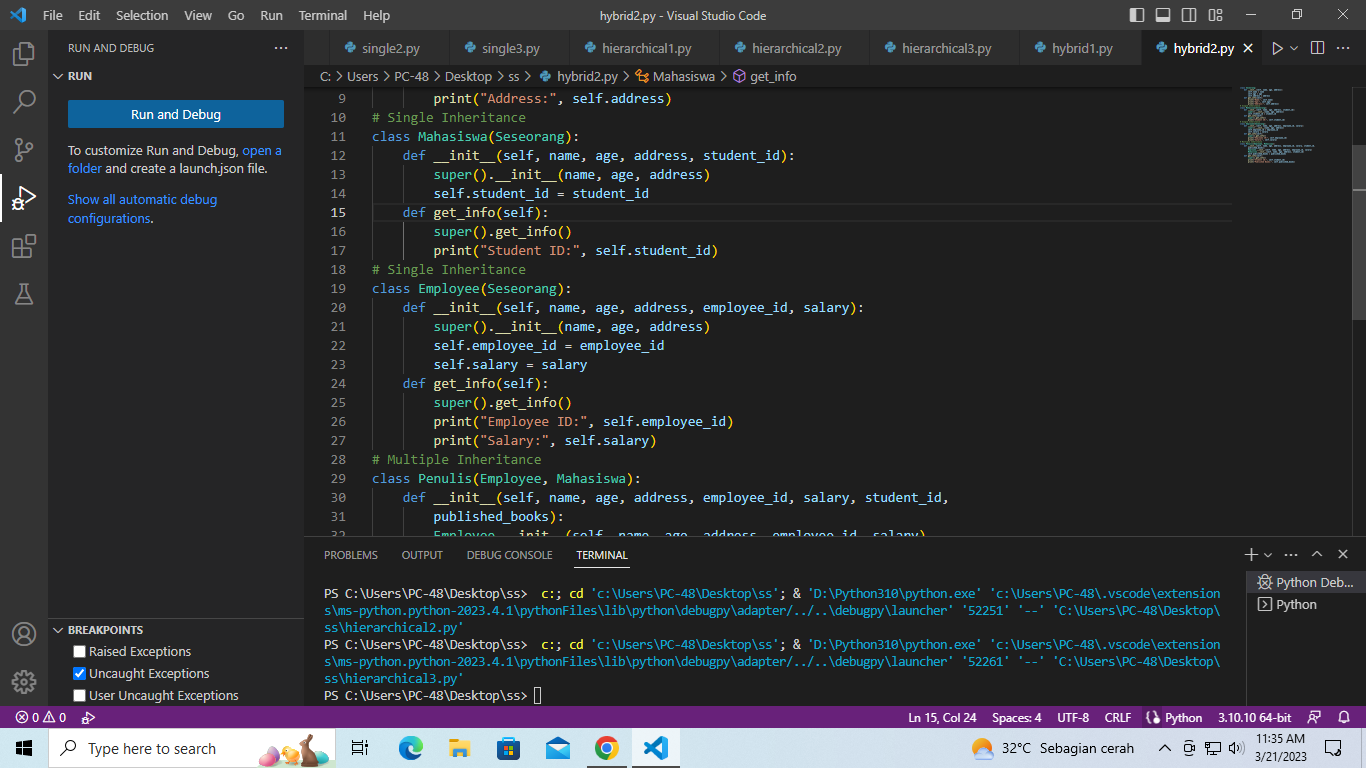 File Edit Selection View Go Run Terminal Help
hybrid2.py - Visual Studio Code
RUN AND DEBUG
RUN
Run and Debug
To customize Run and Debug, open a
folder and create a launch.json file.
Show all automatic debug
configurations.
BREAKPOINTS
Raised Exceptions
Uncaught Exceptions
User Uncaught Exceptions
single2.py single3.py hierarchical1.py hierarchical2.py hierarchical3.py hybrid1.py hybrid2.py
C: > Users > PC-48 > Desktop > ss > hybrid2.py > Mahasiswa > get_info
9 print("Address:", self.address)
10 # Single Inheritance
11 class Mahasiswa(Seseorang):
12 def __init__(self, name, age, address, student_id):
13 super().__init__(name, age, address)
14 self.student_id = student_id
15 def get_info(self):
16 super().get_info()
17 print("Student ID:", self.student_id)
18 # Single Inheritance
19 class Employee(Seseorang):
20 def __init__(self, name, age, address, employee_id, salary):
21 super().__init__(name, age, address)
22 self.employee_id = employee_id
23 self.salary = salary
24 def get_info(self):
25 super().get_info()
26 print("Employee ID:", self.employee_id)
27 print("Salary:", self.salary)
28 # Multiple Inheritance
29 class Penulis(Employee, Mahasiswa):
30 def __init__(self, name, age, address, employee_id, salary, student_id,
31 published_books):
32 Employee.__init__(self, name, age, address, employee_id, salary)
PROBLEMS OUTPUT DEBUG CONSOLE TERMINAL
PS C:\Users\PC-48\Desktop\ss> c:; cd 'c:\Users\PC-48\Desktop\ss'; & 'D:\Python310\python.exe' 'c:\Users\PC-48\.vscode\extension
s\ms-python.python-2023.4.1\pythonFiles\lib\python\debugpy\adapter/../..\debugpy\launcher' '52251' '--' 'C:\Users\PC-48\Desktop\
ss\hierarchical2.py'
PS C:\Users\PC-48\Desktop\ss> c:; cd 'c:\Users\PC-48\Desktop\ss'; & 'D:\Python310\python.exe' 'c:\Users\PC-48\.vscode\extension
s\ms-python.python-2023.4.1\pythonFiles\lib\python\debugpy\adapter/../..\debugpy\launcher' '52261' '--' 'C:\Users\PC-48\Desktop\
ss\hierarchical3.py'
PS C:\Users\PC-48\Desktop\ss>
Python Deb...
Python
0 0
Ln 15, Col 24 Spaces: 4 UTF-8 CRLF Python 3.10.10 64-bit
Type here to search
32°C Sebagian cerah
11:35 AM
3/21/2023